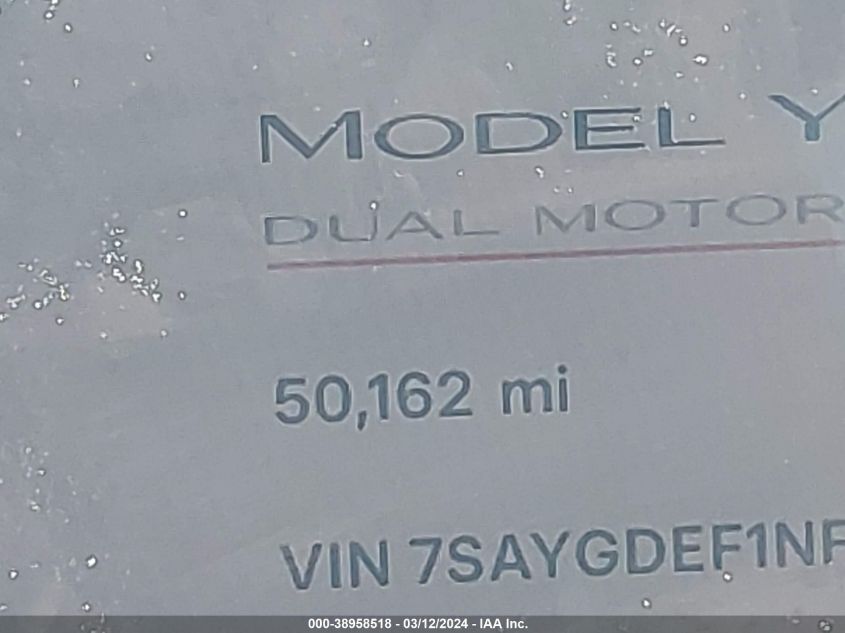 MODEL Y
DUAL MOTOR
50,162 mi
VIN 7SAYGDEF1NF
000-38958518 - 03/12/2024 - IAA Inc.